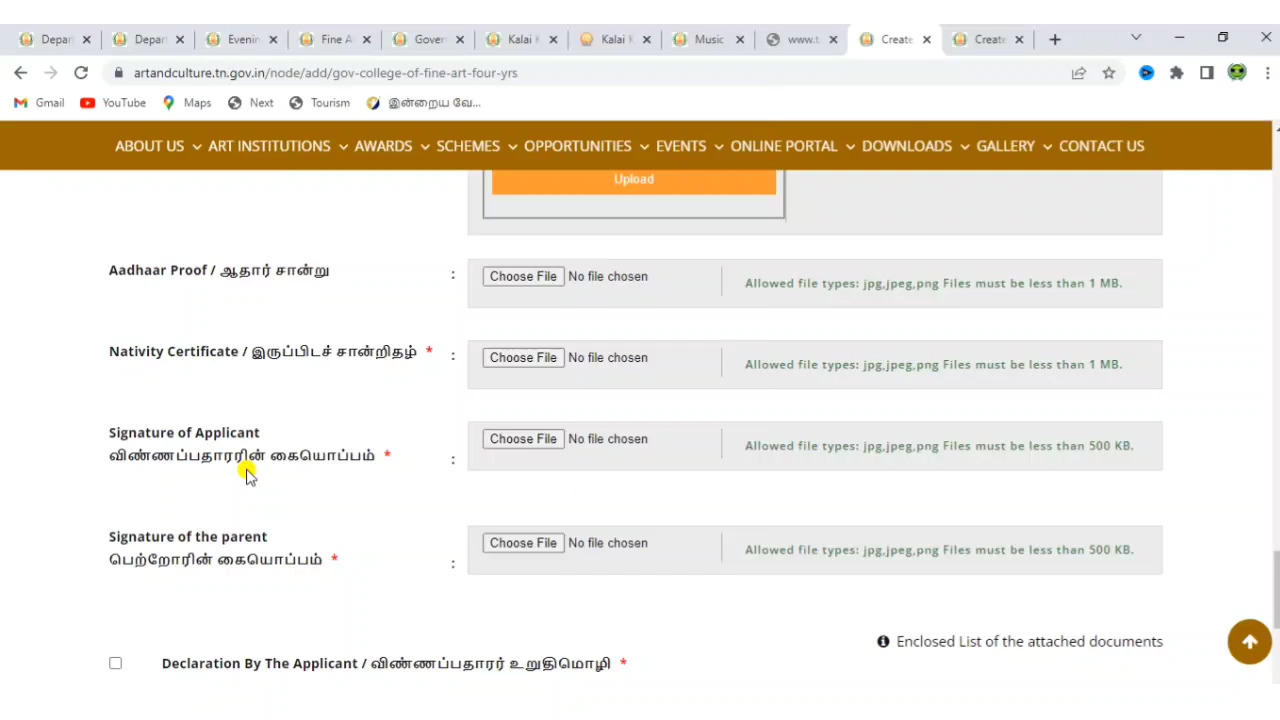 Depar
Depar
Evenin
Fine A
Gover
Kalai K
Kalai K
Music
www.t
Create
Create
artandculture.tn.gov.in/node/add/gov-college-of-fine-art-four-yrs
Gmail YouTube Maps Next Tourism இன்றைய வே...
ABOUT US ART INSTITUTIONS AWARDS SCHEMES OPPORTUNITIES EVENTS ONLINE PORTAL DOWNLOADS GALLERY CONTACT US
Upload
Aadhaar Proof / ஆதார் சான்று : Choose File No file chosen Allowed file types: jpg,jpeg,png Files must be less than 1 MB.
Nativity Certificate / இருப்பிடச் சான்றிதழ் * : Choose File No file chosen Allowed file types: jpg,jpeg,png Files must be less than 1 MB.
Signature of Applicant
விண்ணப்பதாரரின் கையொப்பம் * : Choose File No file chosen Allowed file types: jpg,jpeg,png Files must be less than 500 KB.
Signature of the parent
பெற்றோரின் கையொப்பம் * : Choose File No file chosen Allowed file types: jpg,jpeg,png Files must be less than 500 KB.
Enclosed List of the attached documents
Declaration By The Applicant / விண்ணப்பதாரர் உறுதிமொழி *